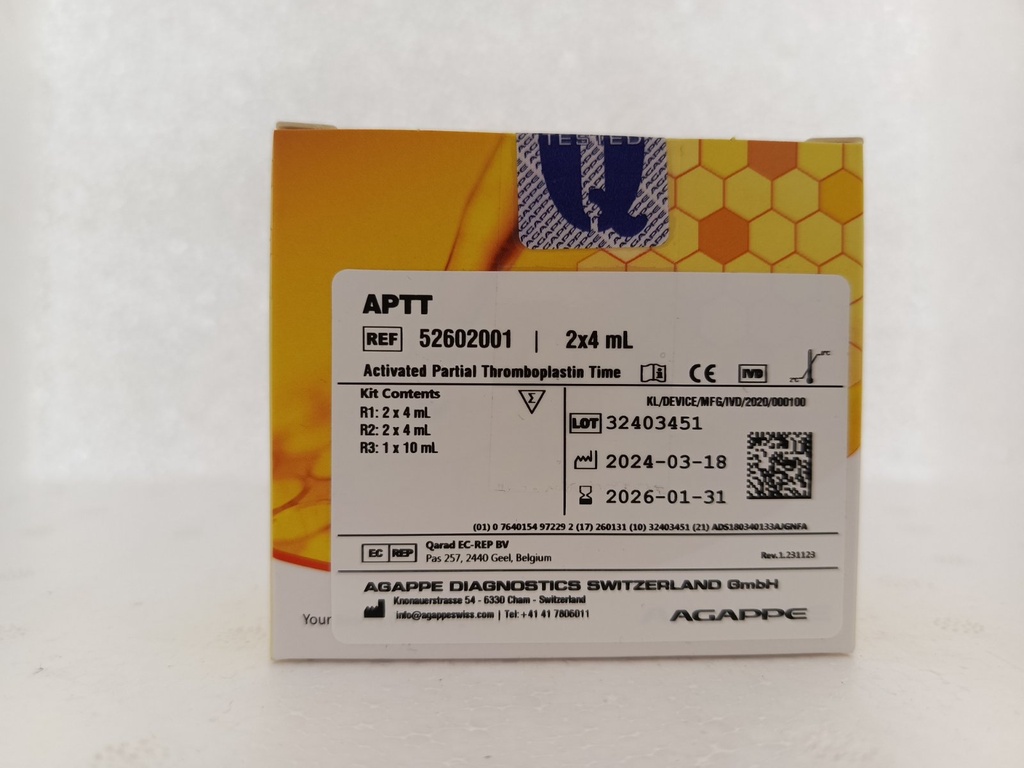 TESTED
APTT
REF 52602001 | 2x4 mL
Activated Partial Thromboplastin Time CE IVD
Kit Contents
R1: 2 x 4 mL
R2: 2 x 4 mL
R3: 1 x 10 mL
Σ
KL/DEVICE/MFG/IVD/2020/000100
LOT 32403451
2024-03-18
2026-01-31
(01) 0 7640154 97229 2 (17) 260131 (10) 32403451 (21) ADS180340133AJGNFA
EC REP Qarad EC-REP BV
Pas 257, 2440 Geel, Belgium
Rev.1.231123
AGAPPE DIAGNOSTICS SWITZERLAND GmbH
Knonauerstrasse 54 - 6330 Cham - Switzerland
info@agappeswiss.com | Tel: +41 41 7806011
AGAPPE
Your